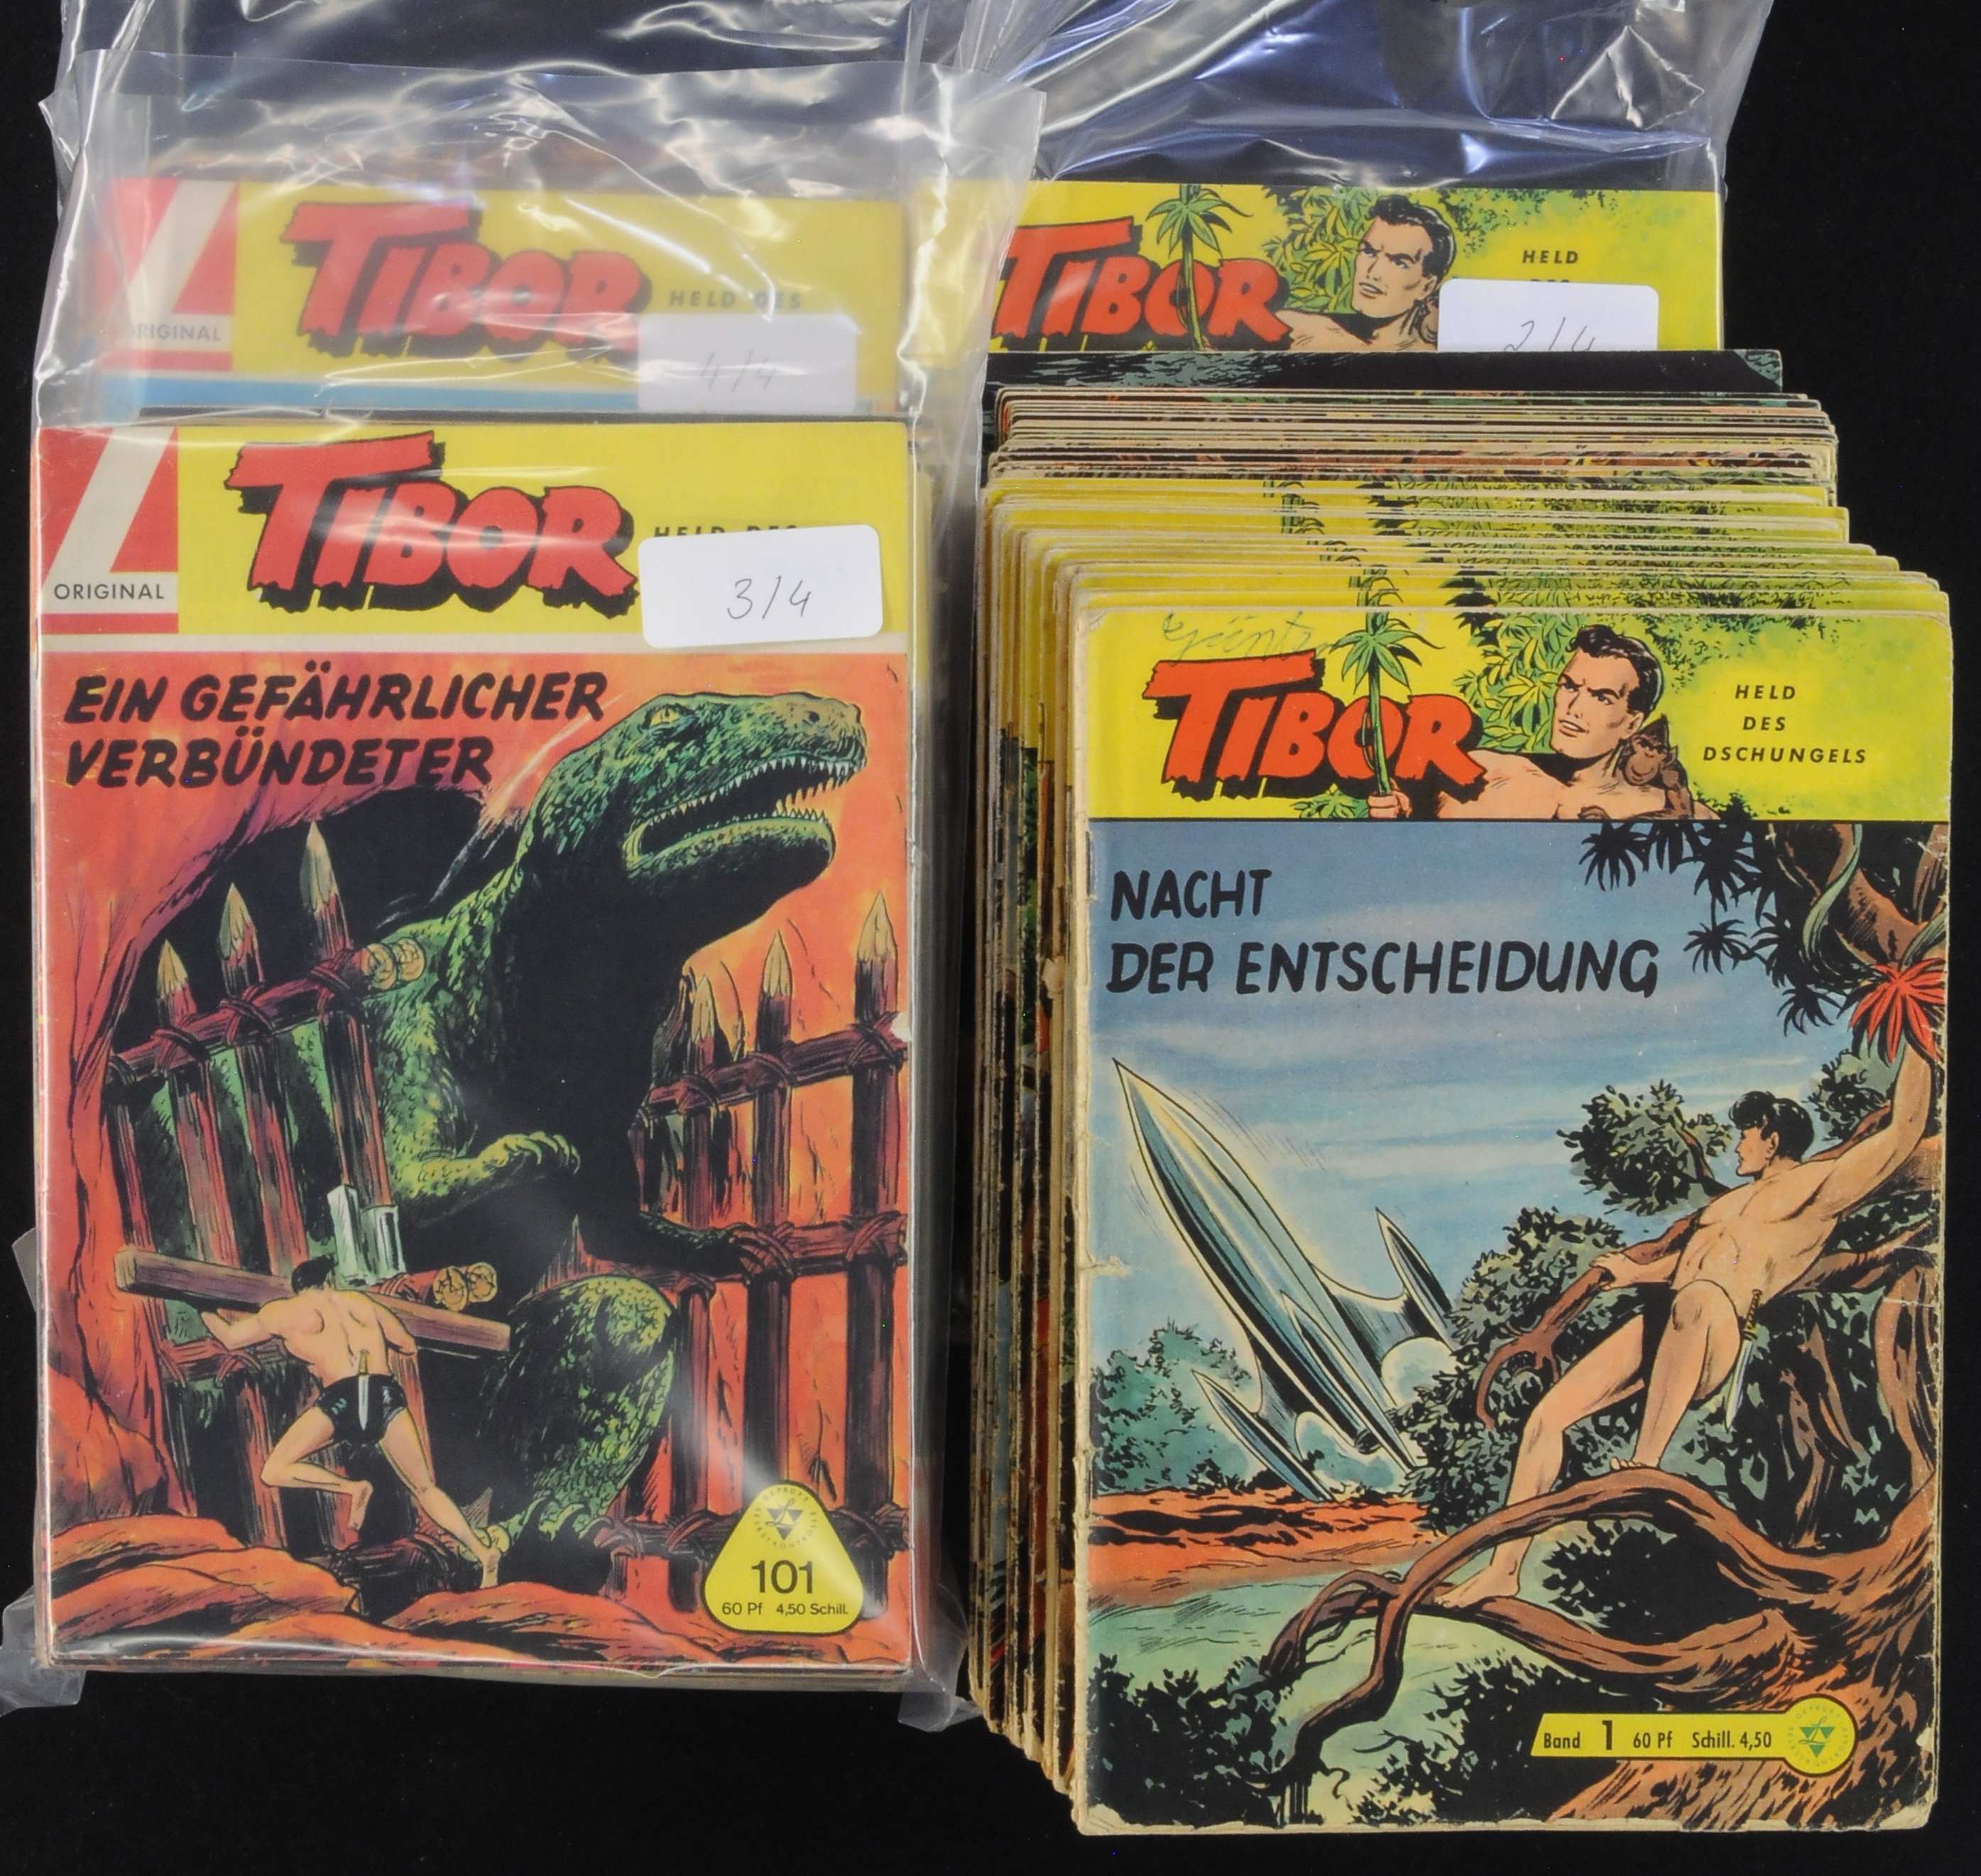 TIBOR
HELD DES
ORIGINAL
4/4
TIBOR
HELD
2/4
TIBOR
HELD DES
ORIGINAL
3/4
EIN GEFÄHRLICHER
VERBÜNDETER
GEPRÜFT
101
60 Pf 4,50 Schill.
TIBOR
HELD
DES
DSCHUNGELS
NACHT
DER ENTSCHEIDUNG
Band 1 60 Pf Schill. 4,50
GEPRÜFT